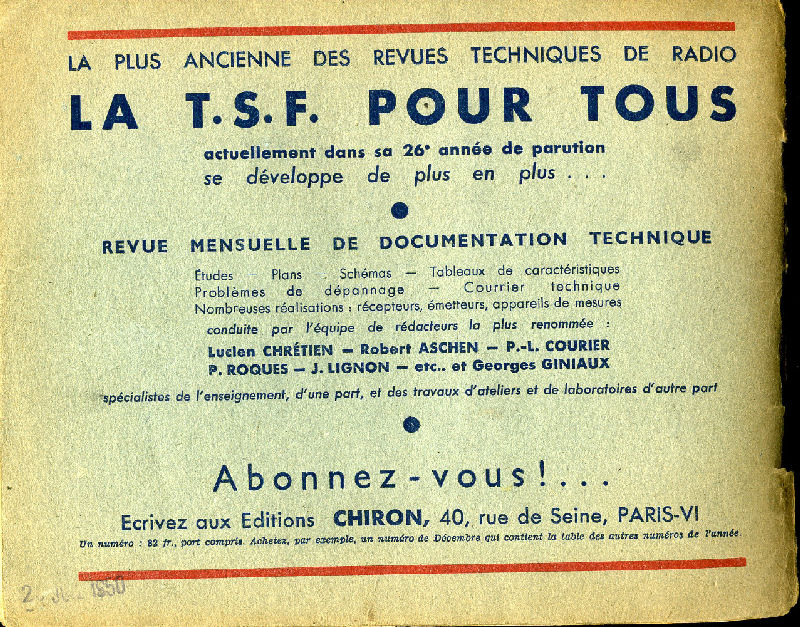 LA PLUS ANCIENNE DES REVUES TECHNIQUES DE RADIO
LA T.S.F. POUR TOUS
actuellement dans sa 26e année de parution
se développe de plus en plus . . .
REVUE MENSUELLE DE DOCUMENTATION TECHNIQUE
Études — Plans . Schémas — Tableaux de caractéristiques
Problèmes de dépannage — Courrier technique
Nombreuses réalisations : récepteurs, émetteurs, appareils de mesures
conduite par l'équipe de rédacteurs la plus renommée :
Lucien CHRÉTIEN — Robert ASCHEN — P.-L. COURIER
P. ROQUES — J. LIGNON — etc.. et Georges GINIAUX
spécialistes de l'enseignement, d'une part, et des travaux d'ateliers et de laboratoires d'autre part
Abonnez-vous!...
Ecrivez aux Editions CHIRON, 40, rue de Seine, PARIS-VI
Un numéro : 82 fr., port compris. Achetez, par exemple, un numéro de Décembre qui contient la table des autres numéros de l'année.
2 1950